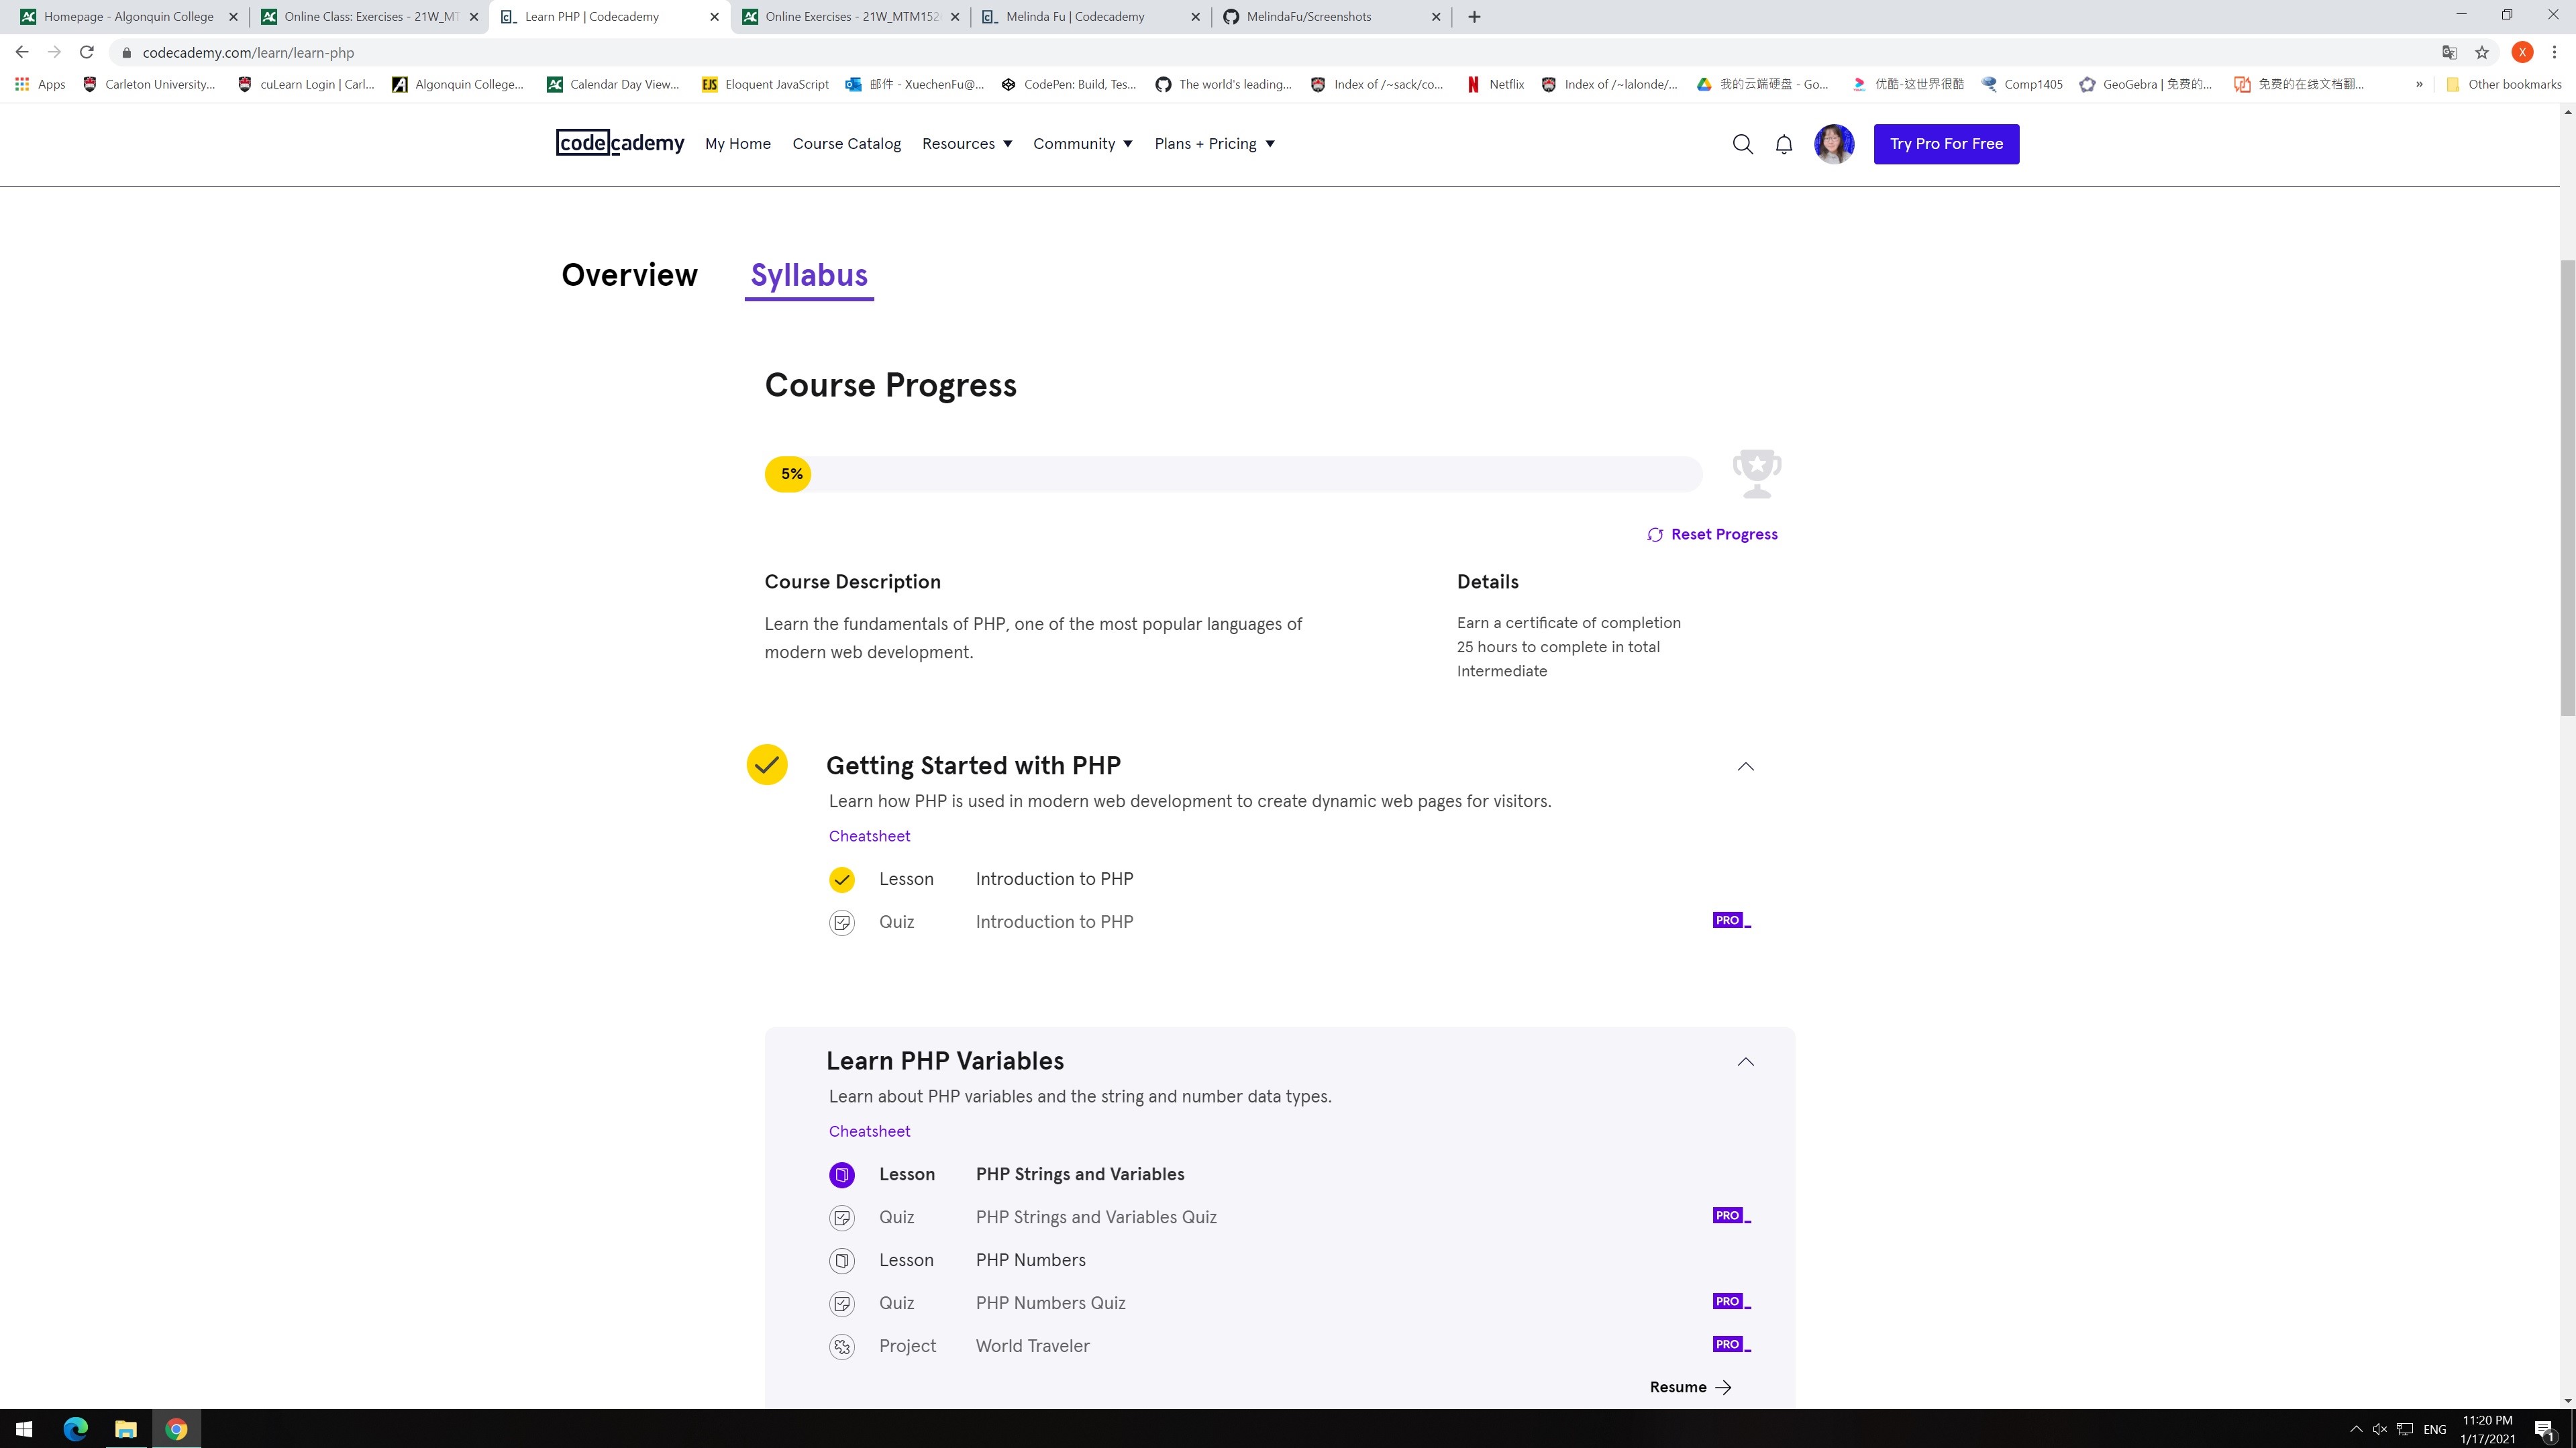 Homepage - Algonquin College
Online Class: Exercises - 21W_MT
Learn PHP | Codecademy
Online Exercises - 21W_MTM152
Melinda Fu | Codecademy
MelindaFu/Screenshots
codecademy.com/learn/learn-php
X
Apps
Carleton University...
cuLearn Login | Carl...
Algonquin College...
Calendar Day View...
EJS Eloquent JavaScript
邮件 - XuechenFu@...
CodePen: Build, Tes...
The world's leading...
Index of /~sack/co...
Netflix
Index of /~lalonde/...
我的云端硬盘 - Go...
优酷-这世界很酷
Comp1405
GeoGebra | 免费的...
免费的在线文档翻...
»
Other bookmarks
codecademy
My Home
Course Catalog
Resources
Community
Plans + Pricing
Try Pro For Free
Overview
Syllabus
Course Progress
5%
Reset Progress
Course Description
Learn the fundamentals of PHP, one of the most popular languages of
modern web development.
Details
Earn a certificate of completion
25 hours to complete in total
Intermediate
Getting Started with PHP
Learn how PHP is used in modern web development to create dynamic web pages for visitors.
Cheatsheet
Lesson Introduction to PHP
Quiz Introduction to PHP PRO
Learn PHP Variables
Learn about PHP variables and the string and number data types.
Cheatsheet
Lesson PHP Strings and Variables
Quiz PHP Strings and Variables Quiz PRO
Lesson PHP Numbers
Quiz PHP Numbers Quiz PRO
Project World Traveler PRO
Resume
ENG
11:20 PM
1/17/2021
1